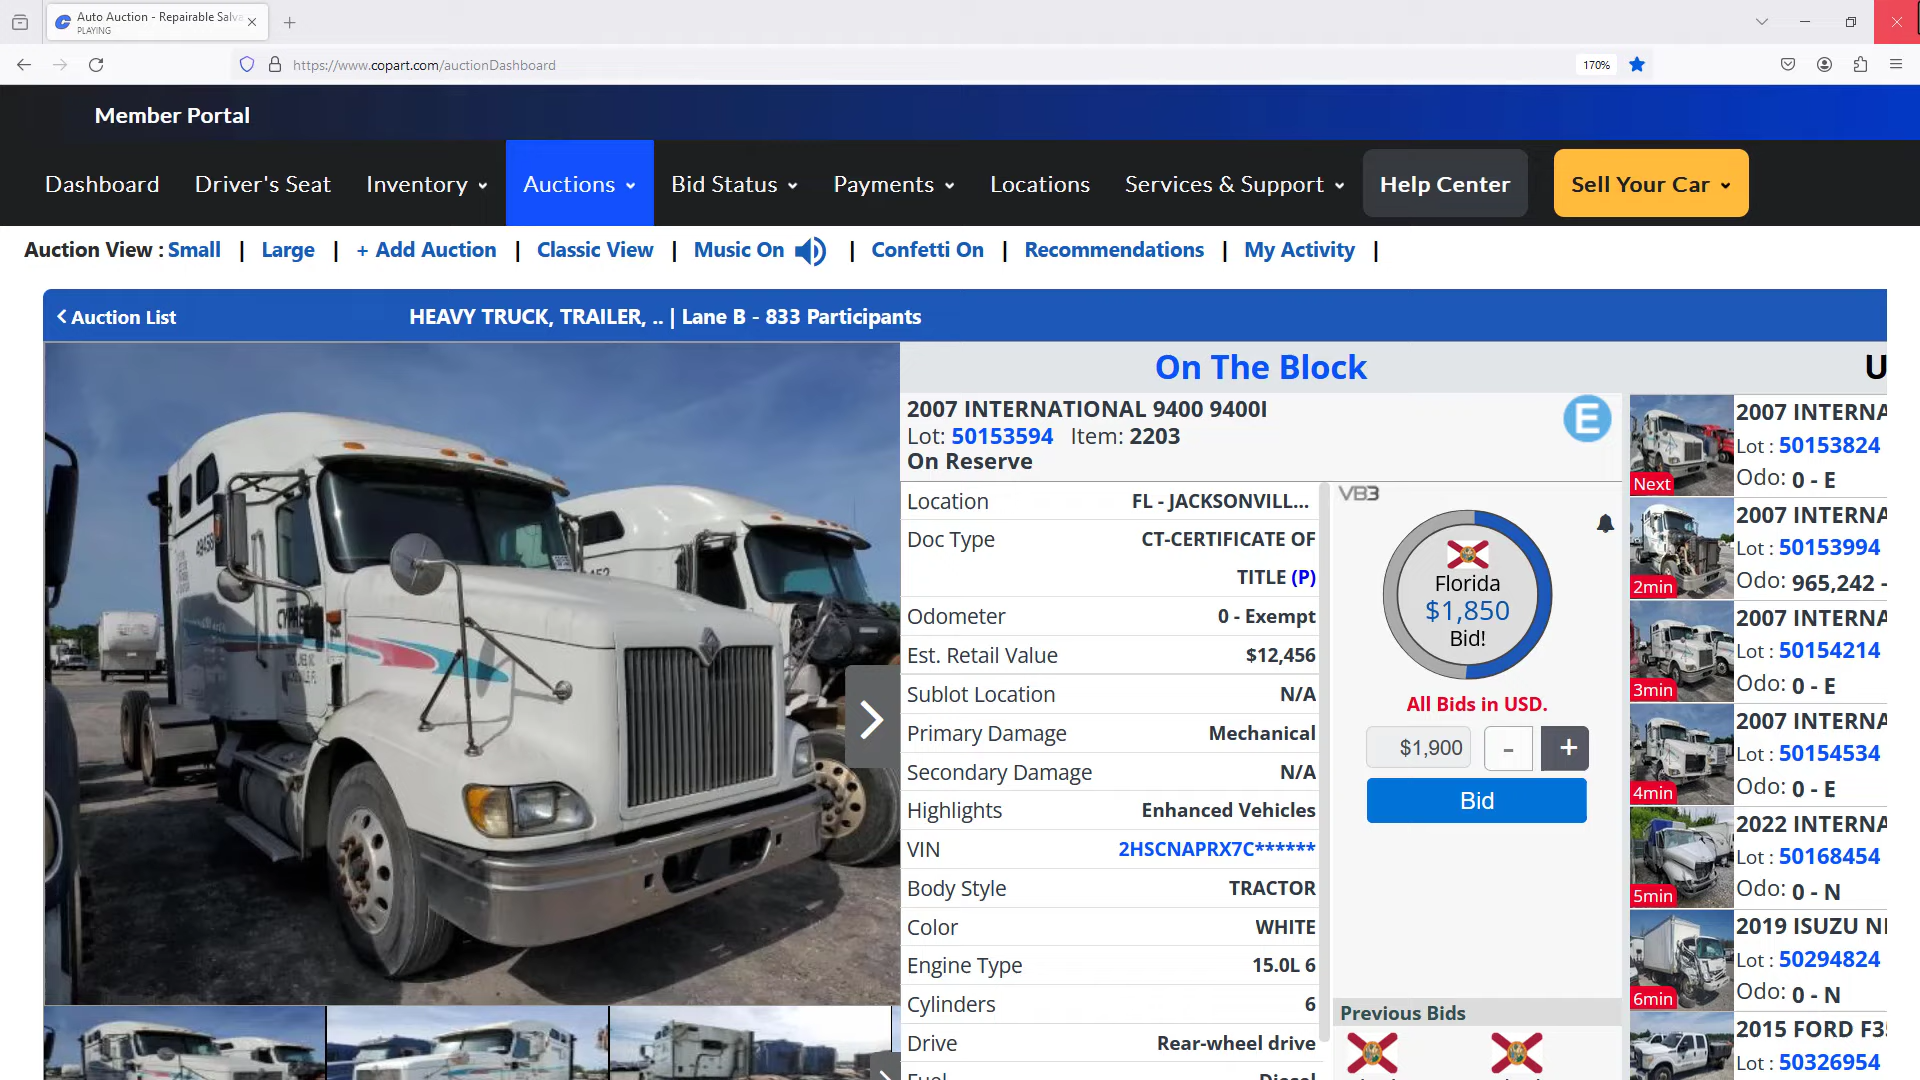 Auto Auction - Repairable Salva
PLAYING
https://www.copart.com/auctionDashboard
170%
Member Portal
Dashboard
Driver's Seat
Inventory
Auctions
Bid Status
Payments
Locations
Services & Support
Help Center
Sell Your Car
Auction View : Small | Large | + Add Auction | Classic View | Music On | Confetti On | Recommendations | My Activity |
Auction List
HEAVY TRUCK, TRAILER, .. | Lane B - 833 Participants
On The Block
U
2007 INTERNATIONAL 9400 9400I
Lot: 50153594 Item: 2203
On Reserve
E
Location FL - JACKSONVILL...
Doc Type CT-CERTIFICATE OF
TITLE (P)
Odometer 0 - Exempt
Est. Retail Value $12,456
Sublot Location N/A
Primary Damage Mechanical
Secondary Damage N/A
Highlights Enhanced Vehicles
VIN 2HSCNAPRX7C******
Body Style TRACTOR
Color WHITE
Engine Type 15.0L 6
Cylinders 6
Drive Rear-wheel drive
Fuel Diesel
VB3
Florida
$1,850
Bid!
All Bids in USD.
$1,900
-
+
Bid
Previous Bids
2007 INTERNA
Lot : 50153824
Odo: 0 - E
Next
2007 INTERNA
Lot : 50153994
Odo: 965,242 -
2min
2007 INTERNA
Lot : 50154214
Odo: 0 - E
3min
2007 INTERNA
Lot : 50154534
Odo: 0 - E
4min
2022 INTERNA
Lot : 50168454
Odo: 0 - N
5min
2019 ISUZU N
Lot : 50294824
Odo: 0 - N
6min
2015 FORD F3
Lot : 50326954